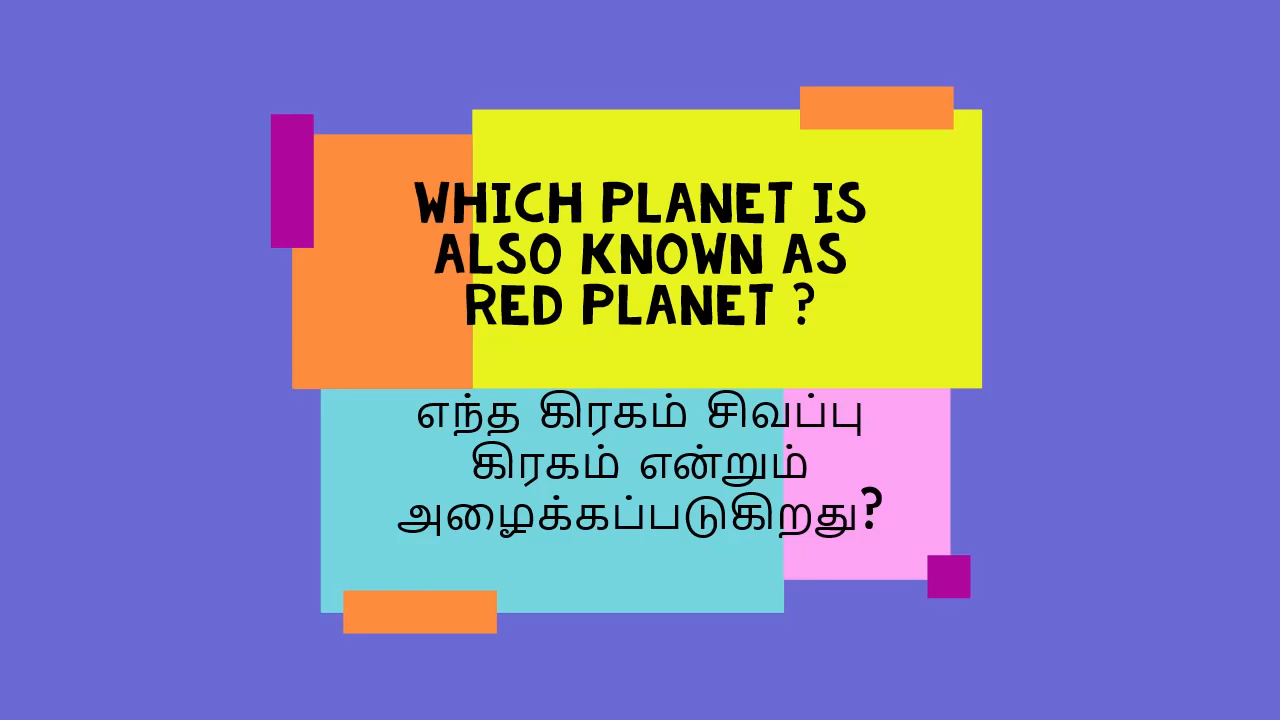 WHICH PLANET IS
ALSO KNOWN AS
RED PLANET ?
எந்த கிரகம் சிவப்பு
கிரகம் என்றும்
அழைக்கப்படுகிறது?